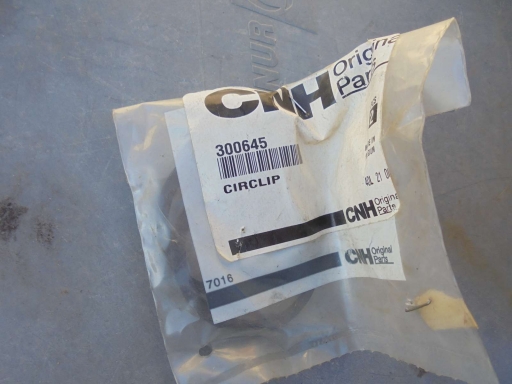 CNH Original
Parts
300645
CIRCLIP
CNH Original
Parts
7016
CNH Original
Parts